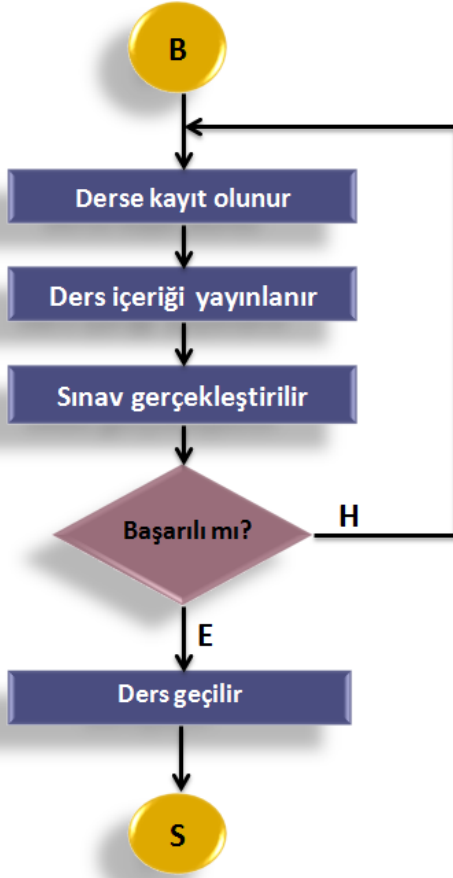 B
Derse kayıt olunur
Ders içeriği yayınlanır
Sınav gerçekleştirilir
Başarılı mı?
H
E
Ders geçilir
S